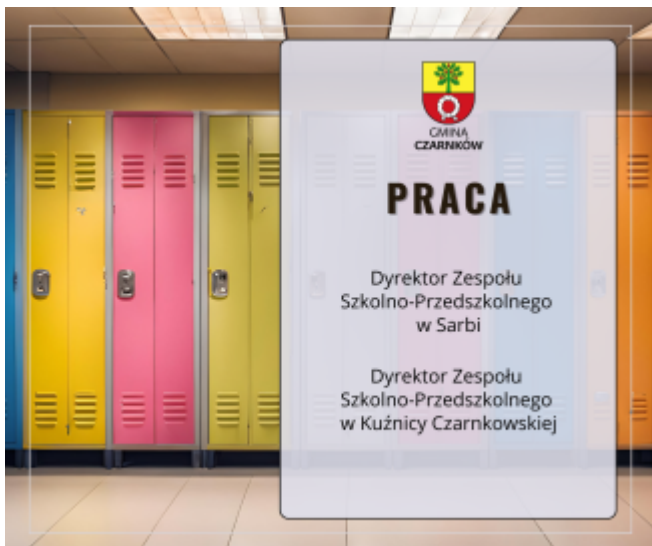 GMINA
CZARNKÓW
PRACA
Dyrektor Zespołu
Szkolno-Przedszkolnego
w Sarbi
Dyrektor Zespołu
Szkolno-Przedszkolnego
w Kuźnicy Czarnkowskiej